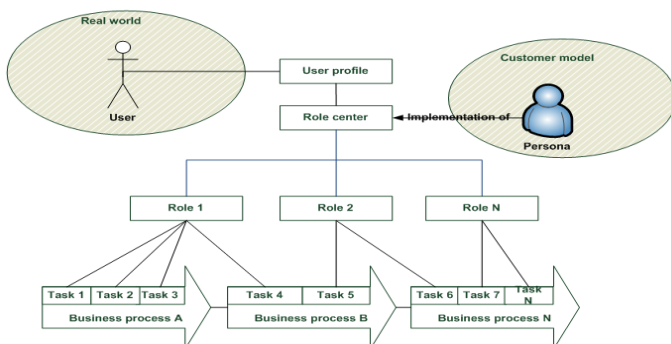 Real world
User
User profile
Customer model
Role center
Implementation of
Persona
Role 1
Role 2
Role N
Task 1
Task 2
Task 3
Task 4
Task 5
Task 6
Task 7
Task
N
Business process A
Business process B
Business process N